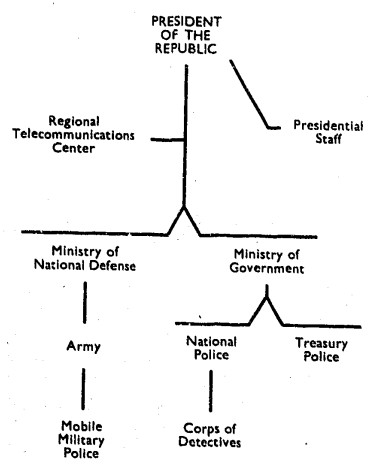 PRESIDENT
OF THE
REPUBLIC
Regional
Telecommunications
Center
Presidential
Staff
Ministry of
National Defense
Ministry of
Government
Army
National
Police
Treasury
Police
Mobile
Military
Police
Corps of
Detectives